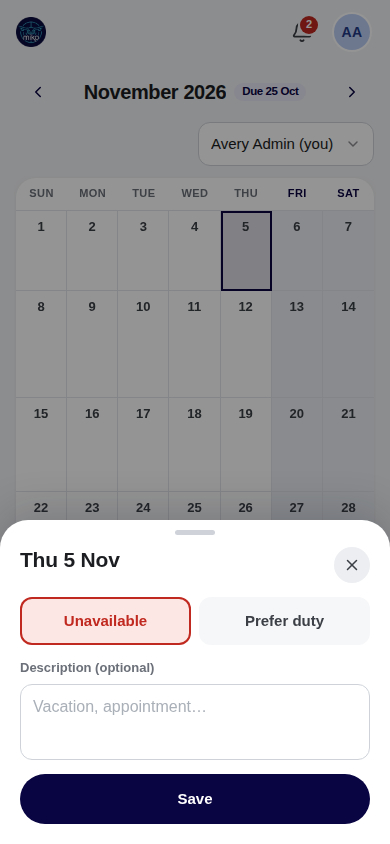 miko
2
AA
November 2026
Due 25 Oct
Avery Admin (you)
SUN MON TUE WED THU FRI SAT
1 2 3 4 5 6 7
8 9 10 11 12 13 14
15 16 17 18 19 20 21
22 23 24 25 26 27 28
Thu 5 Nov
Unavailable Prefer duty
Description (optional)
Vacation, appointment…
Save